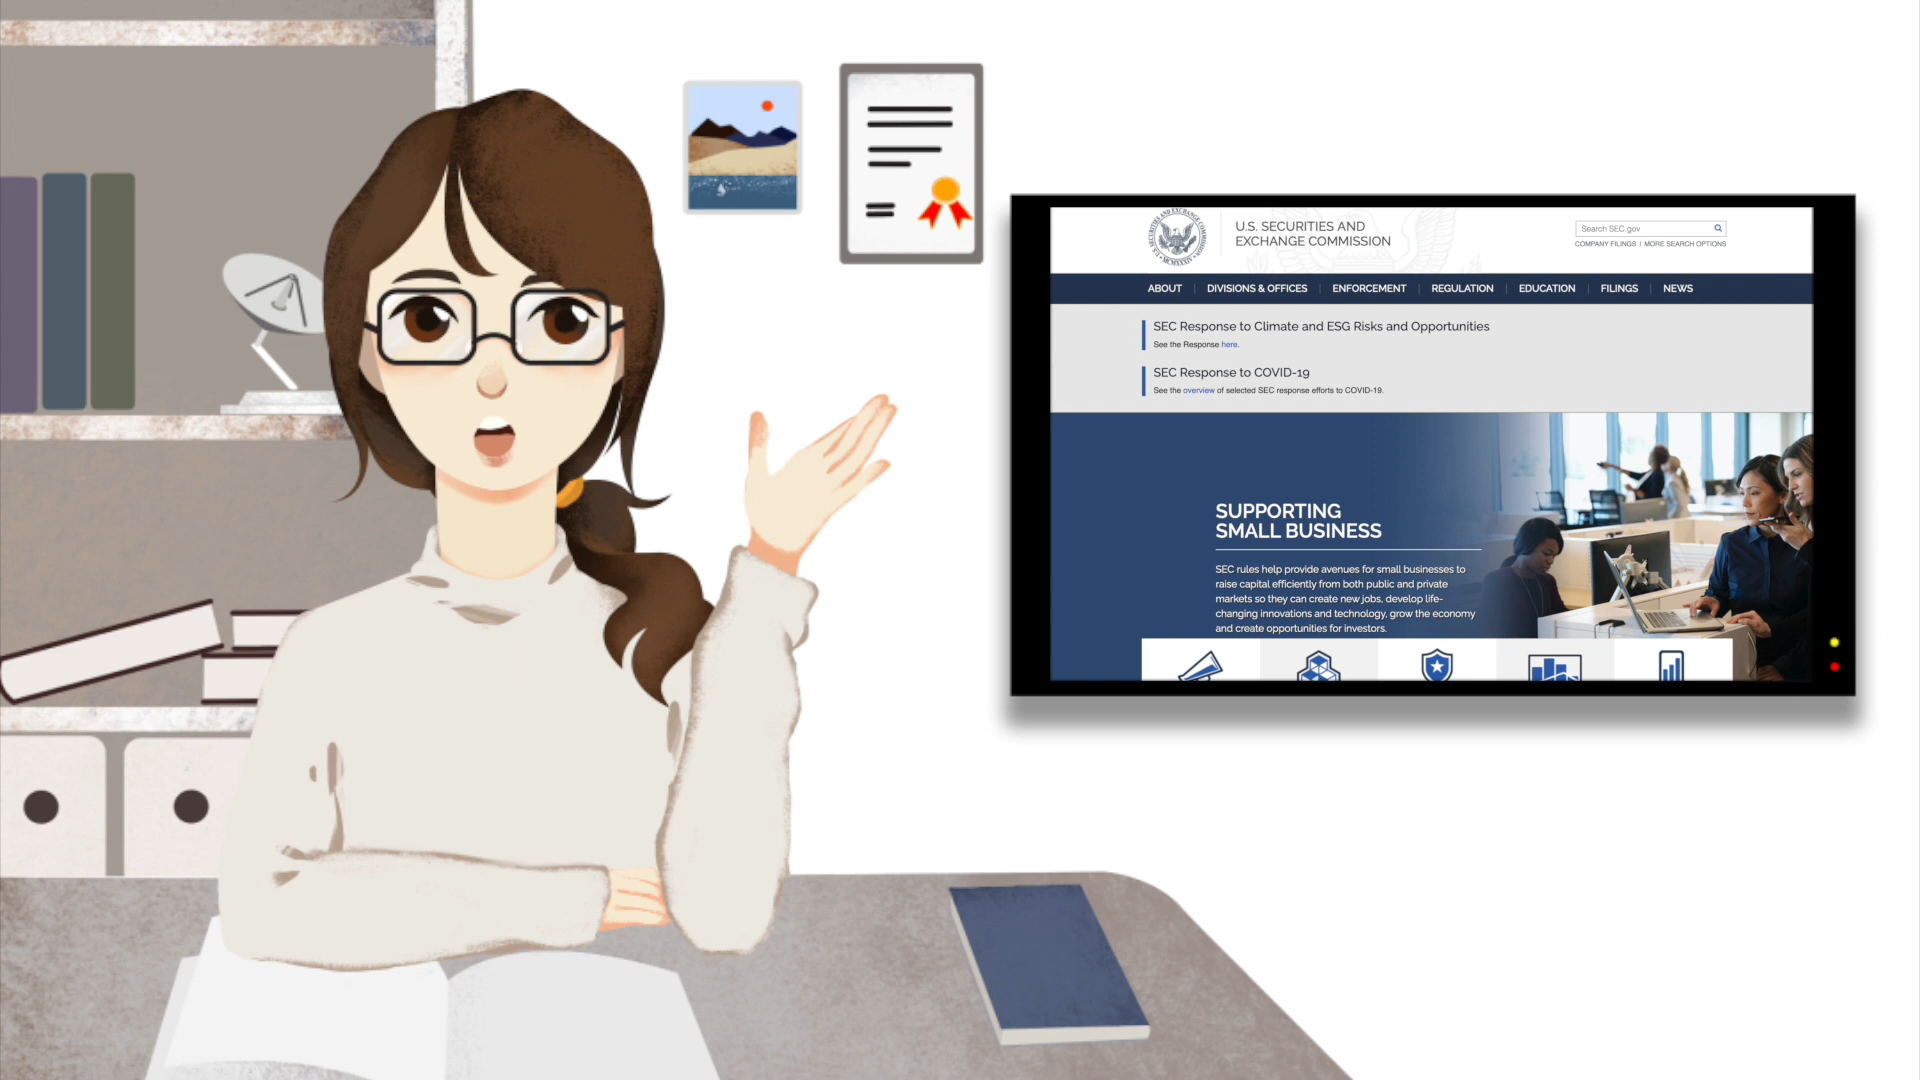 U.S. SECURITIES AND
EXCHANGE COMMISSION
Search SEC.gov
COMPANY FILINGS | MORE SEARCH OPTIONS
ABOUT | DIVISIONS & OFFICES | ENFORCEMENT | REGULATION | EDUCATION | FILINGS | NEWS
SEC Response to Climate and ESG Risks and Opportunities
See the Response here.
SEC Response to COVID-19
See the overview of selected SEC response efforts to COVID-19.
SUPPORTING
SMALL BUSINESS
SEC rules help provide avenues for small businesses to
raise capital efficiently from both public and private
markets so they can create new jobs, develop life-
changing innovations and technology, grow the economy
and create opportunities for investors.